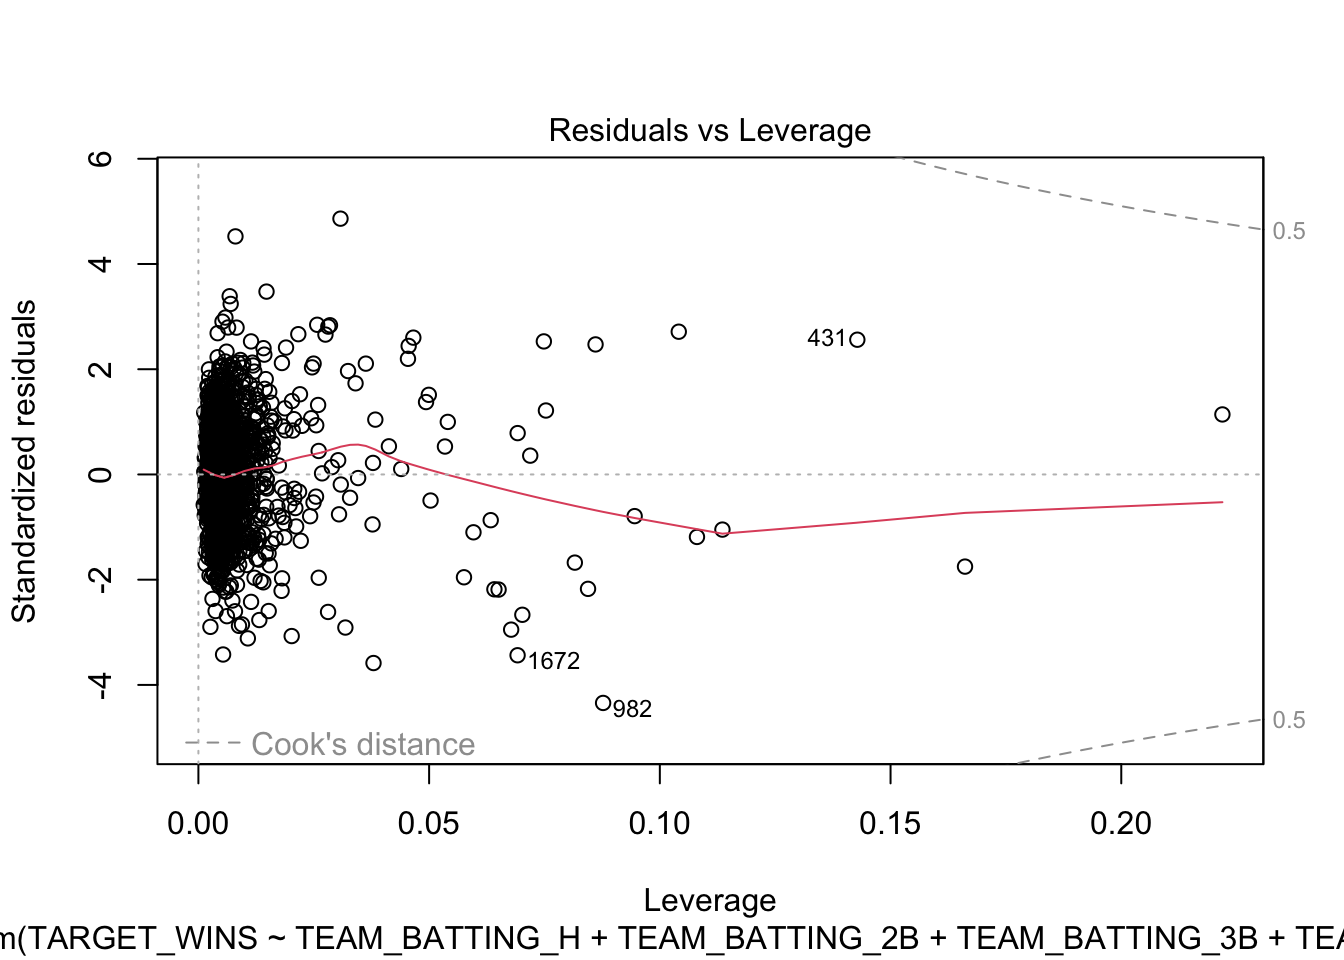 Residuals vs Leverage
Standardized residuals
6
4
2
0
-2
-4
0.5
431
1672
982
0.5
Cook's distance
0.00 0.05 0.10 0.15 0.20
Leverage
m(TARGET_WINS ~ TEAM_BATTING_H + TEAM_BATTING_2B + TEAM_BATTING_3B + TEA